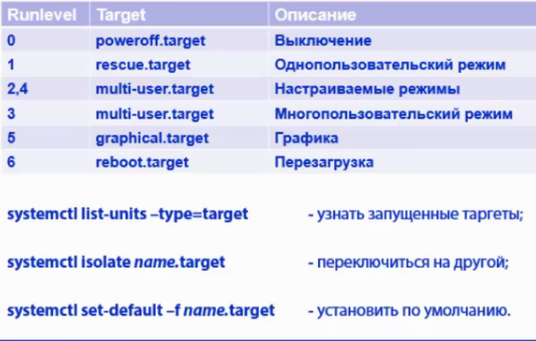 Runlevel Target Описание
0 poweroff.target Выключение
1 rescue.target Однопользовательский режим
2,4 multi-user.target Настраиваемые режимы
3 multi-user.target Многопользовательский режим
5 graphical.target Графика
6 reboot.target Перезагрузка
systemctl list-units –type=target - узнать запущенные таргеты;
systemctl isolate name.target - переключиться на другой;
systemctl set-default –f name.target - установить по умолчанию.